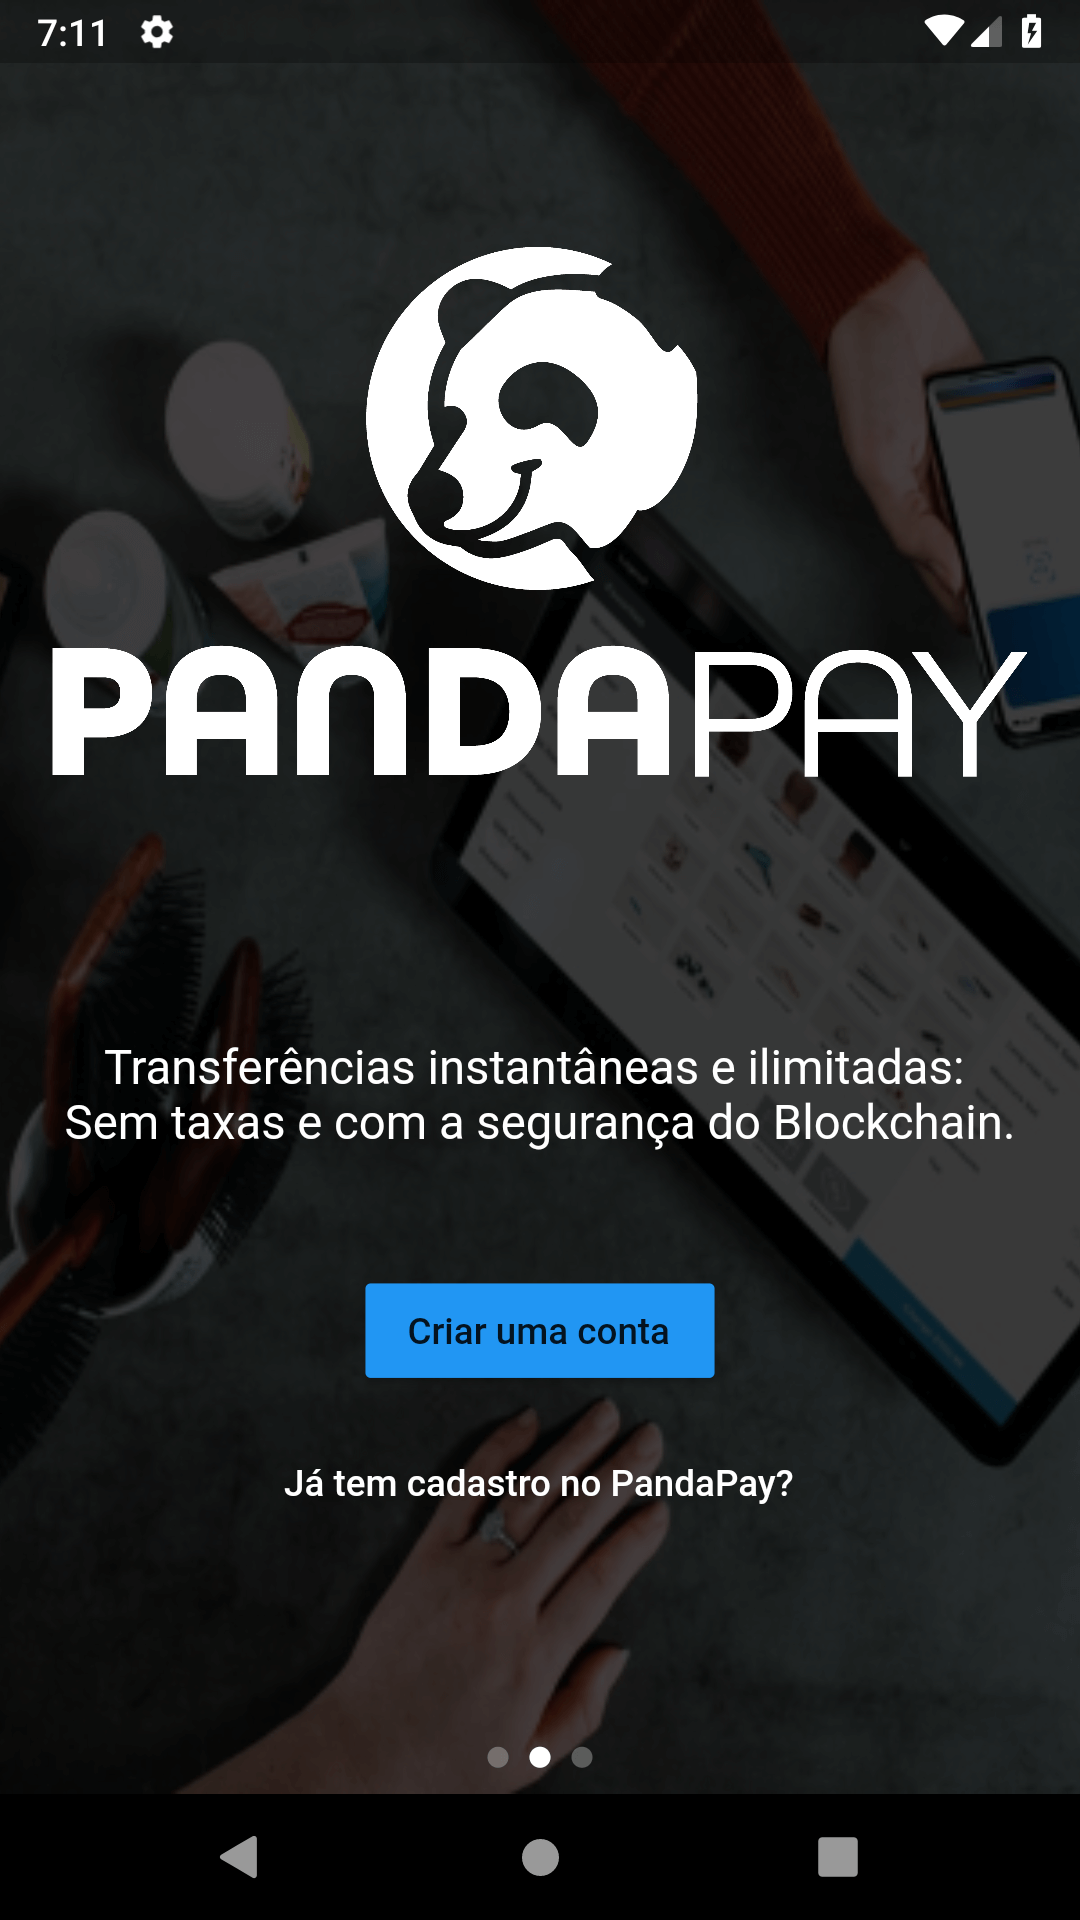 7:11
PANDAPAY
Transferências instantâneas e ilimitadas:
Sem taxas e com a segurança do Blockchain.
Criar uma conta
Já tem cadastro no PandaPay?